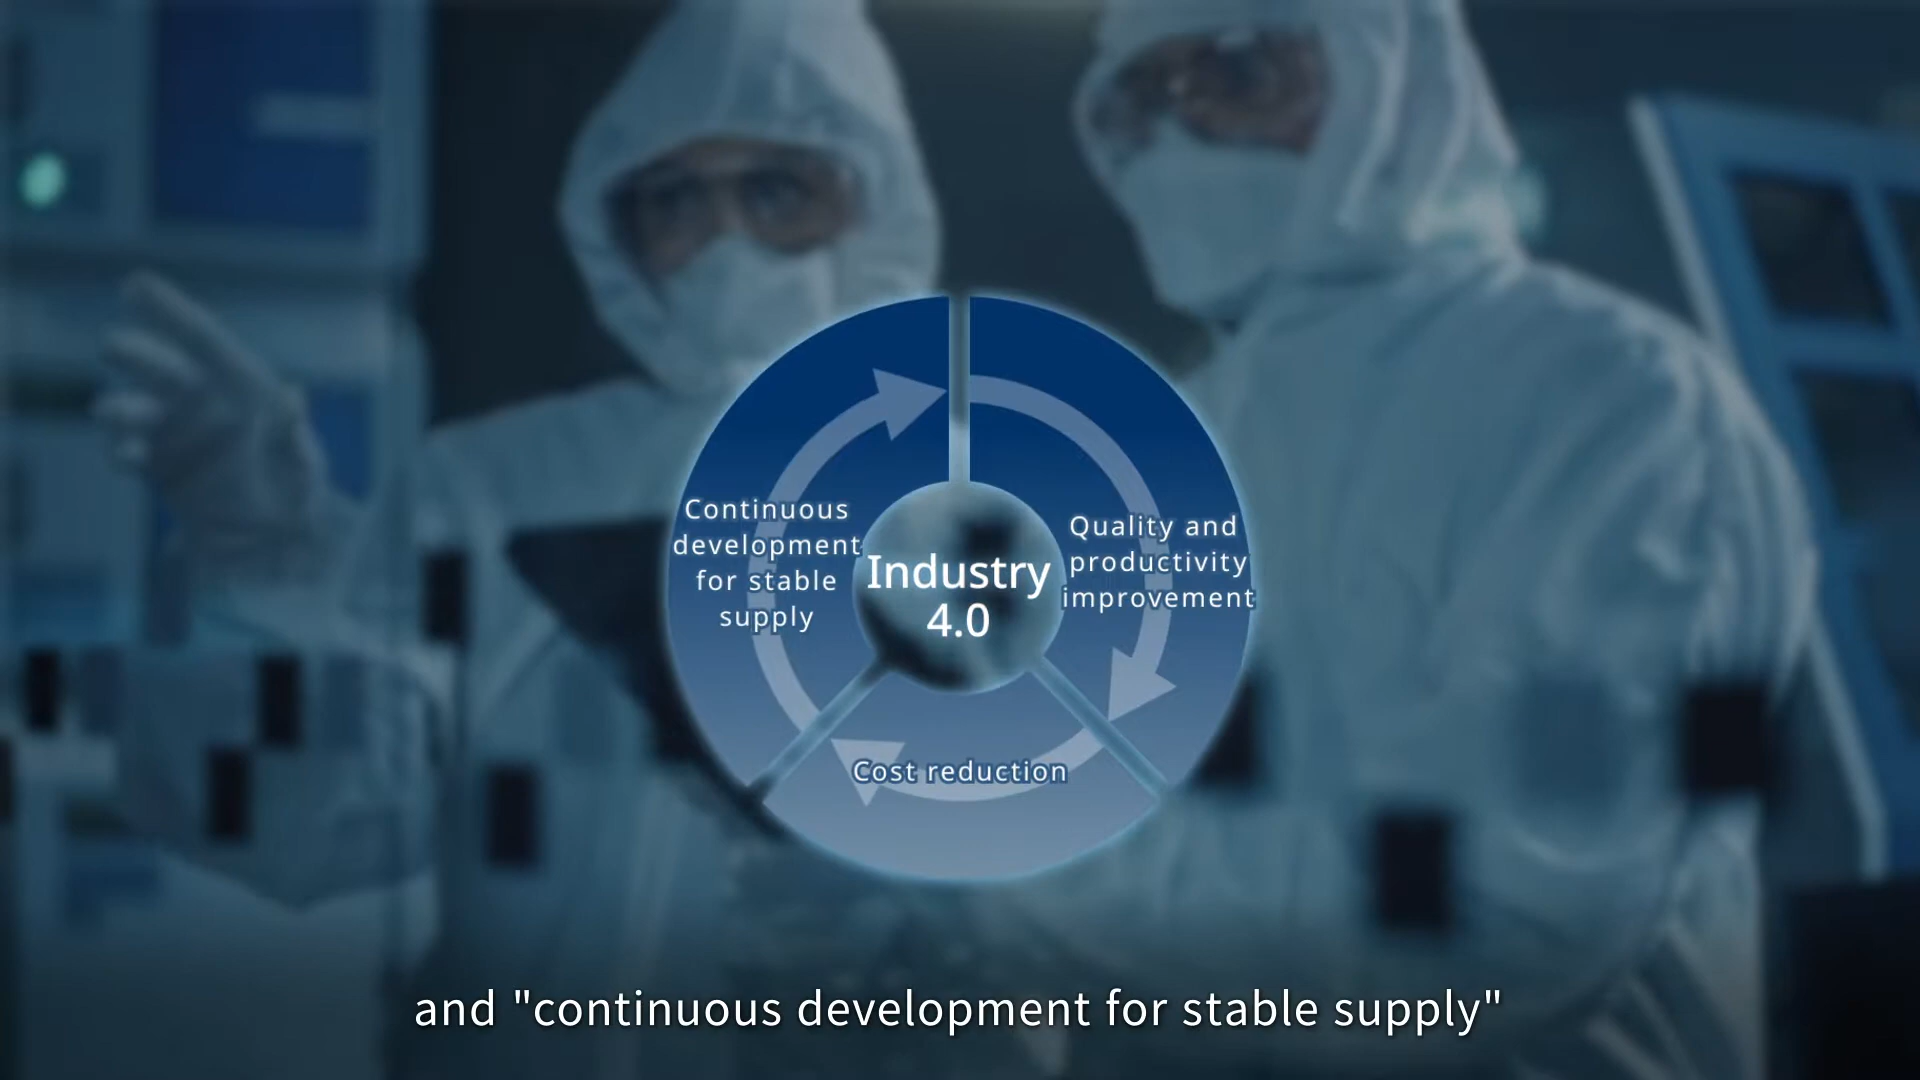 Continuous
development
for stable
supply
Industry
4.0
Quality and
productivity
improvement
Cost reduction
and "continuous development for stable supply"